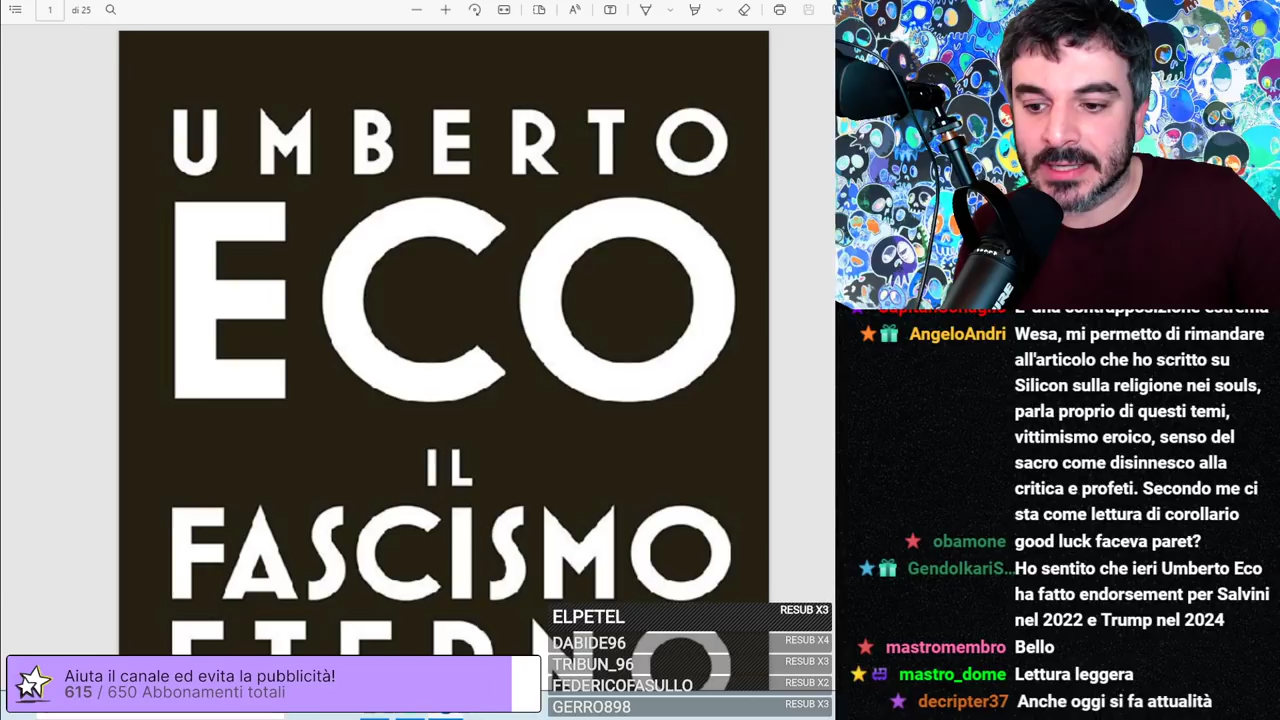 1 di 25
UMBERTO
ECO
IL
FASCISMO
ETERNO
Aiuta il canale ed evita la pubblicità!
615 / 650 Abbonamenti totali
ELPETEL RESUB X3
DABIDE96 RESUB X4
TRIBUN_96 RESUB X3
FEDERICOFASULLO RESUB X2
GERRO898 RESUB X3
AngeloAndri Wesa, mi permetto di rimandare
all'articolo che ho scritto su
Silicon sulla religione nei souls,
parla proprio di questi temi,
vittimismo eroico, senso del
sacro come disinnesco alla
critica e profeti. Secondo me ci
sta come lettura di corollario
obamone good luck faceva paret?
GendoIkariS... Ho sentito che ieri Umberto Eco
ha fatto endorsement per Salvini
nel 2022 e Trump nel 2024
mastromembro Bello
mastro_dome Lettura leggera
decripter37 Anche oggi si fa attualità